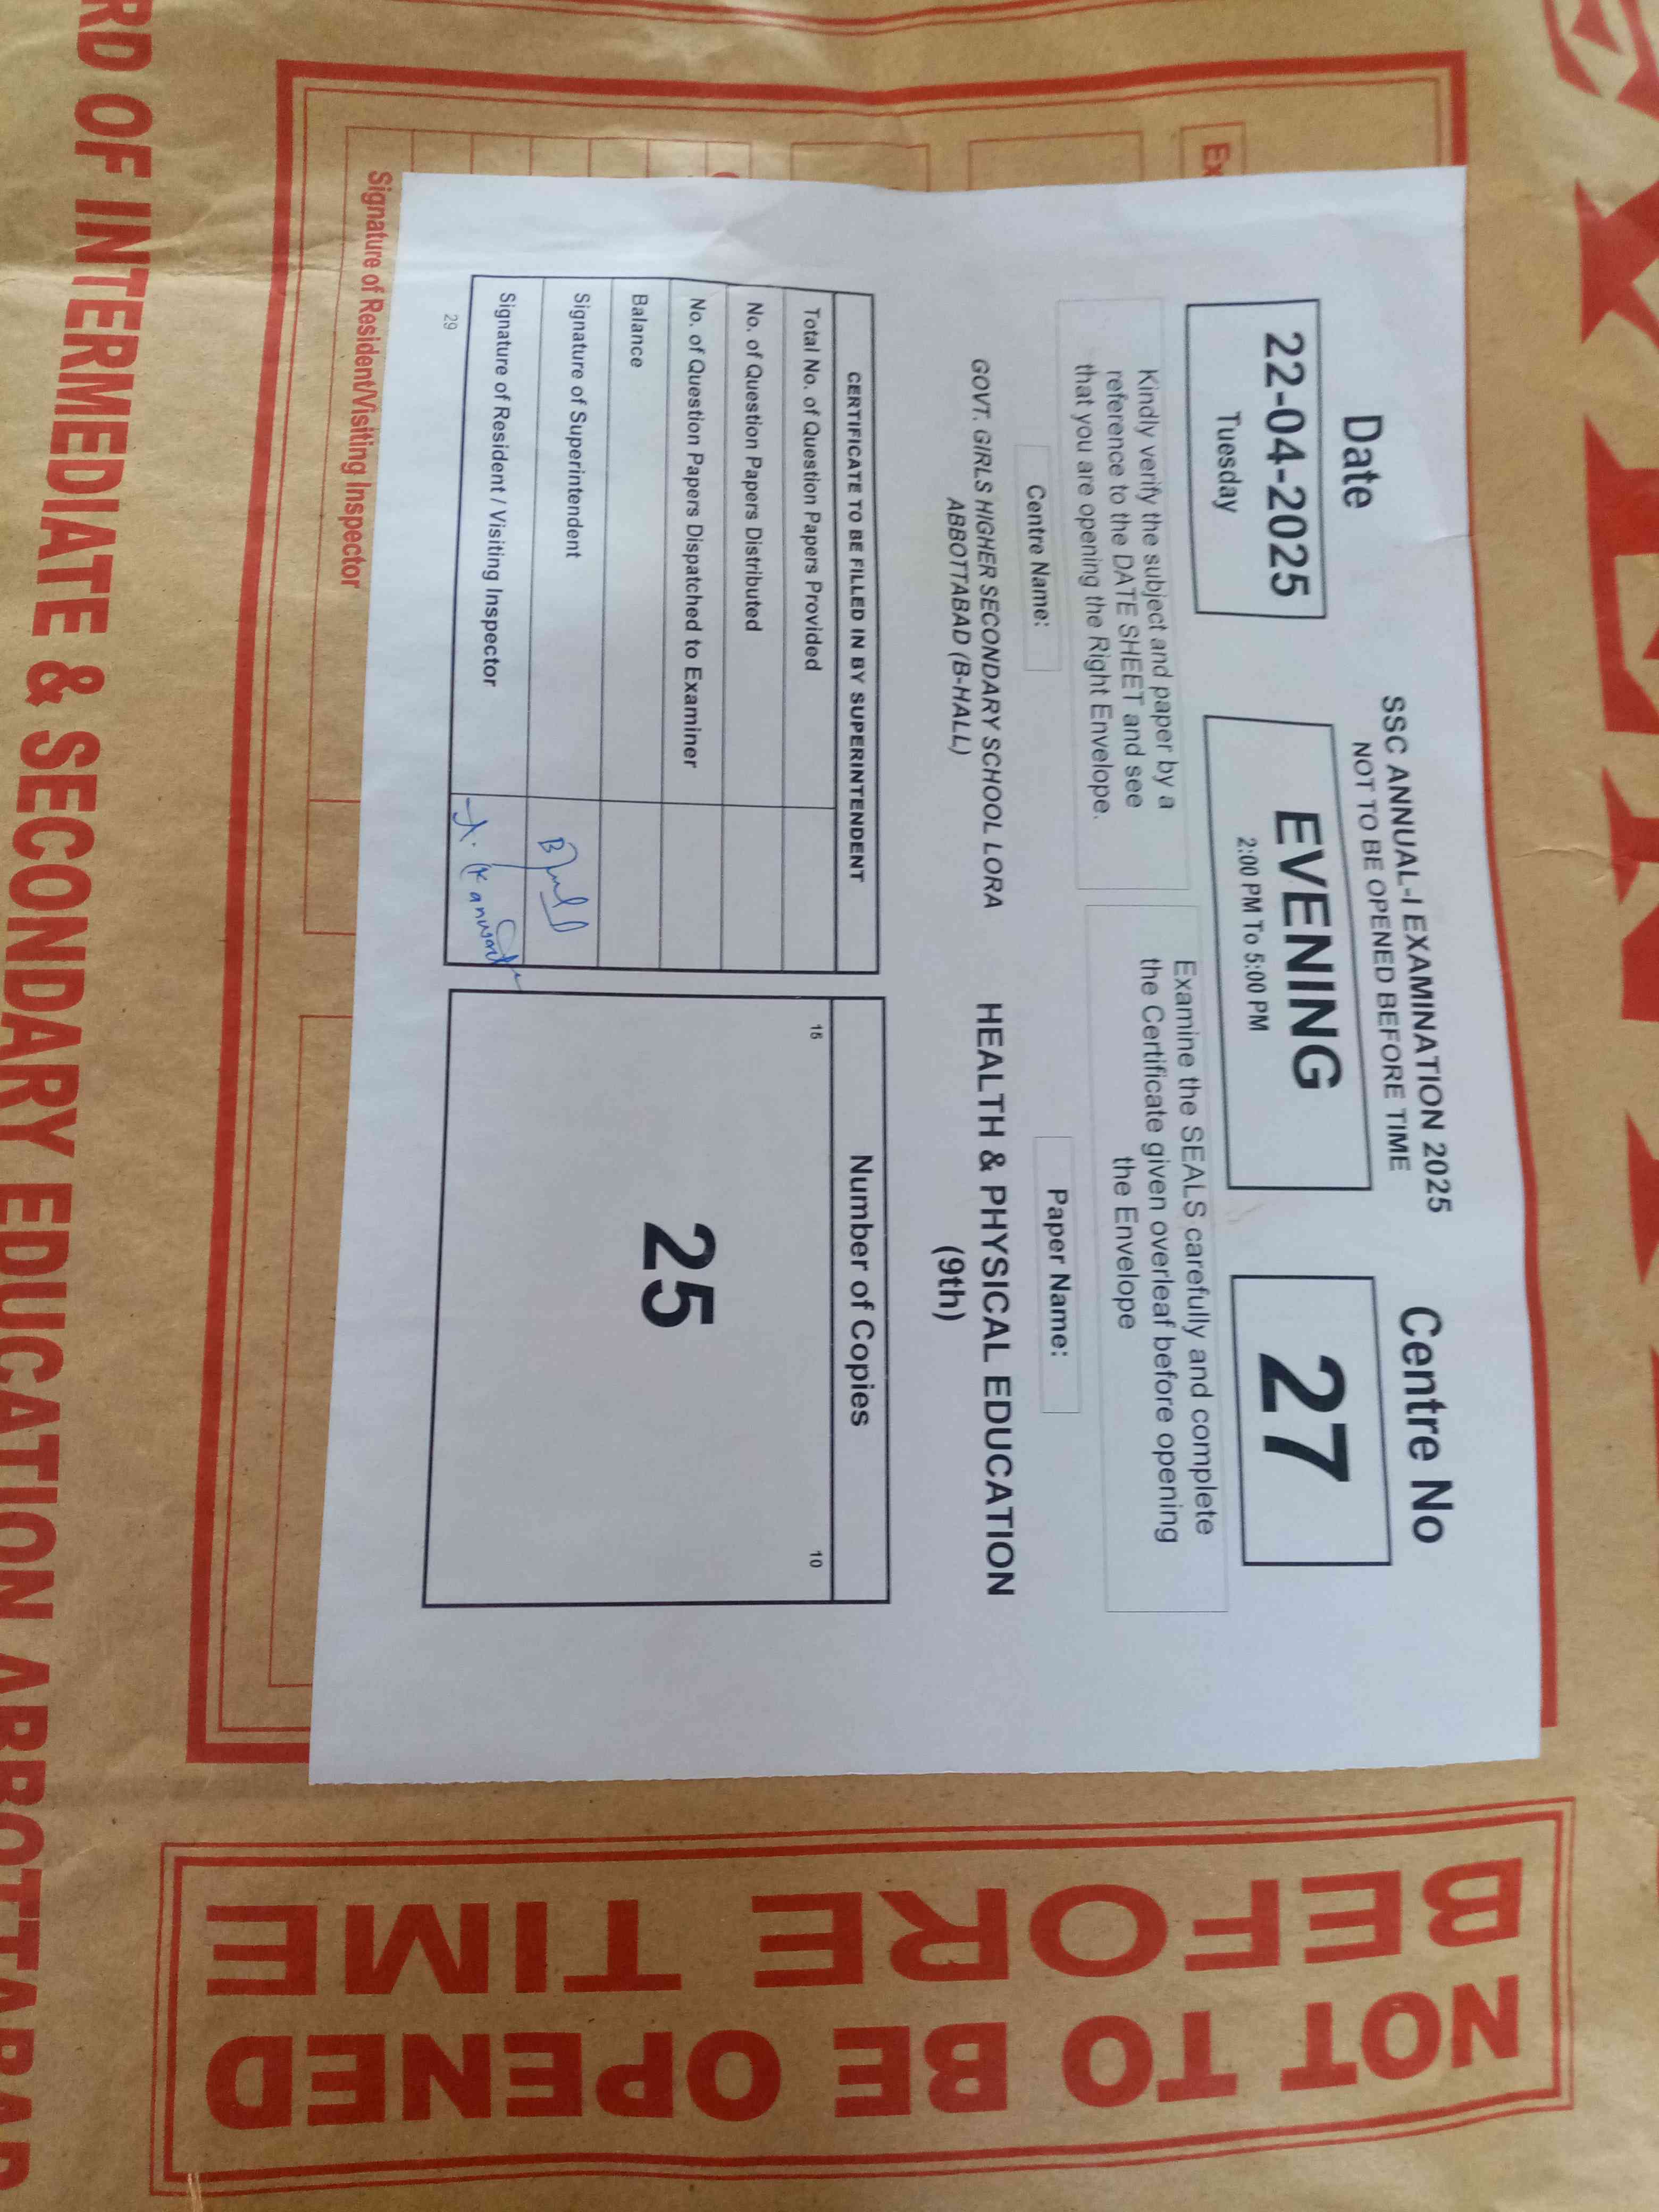 Date
22-04-2025
Tuesday
SSC ANNUAL-I EXAMINATION 2025
NOT TO BE OPENED BEFORE TIME
EVENING
2:00 PM To 5:00 PM
Centre No
27
Kindly verify the subject and paper by a
reference to the DATE SHEET and see
that you are opening the Right Envelope.
Examine the SEALS carefully and complete
the Certificate given overleaf before opening
the Envelope
Centre Name:
GOVT. GIRLS HIGHER SECONDARY SCHOOL LORA
ABBOTTABAD (B-HALL)
Paper Name:
HEALTH & PHYSICAL EDUCATION
(9th)
CERTIFICATE TO BE FILLED IN BY SUPERINTENDENT
Total No. of Question Papers Provided
No. of Question Papers Distributed
No. of Question Papers Dispatched to Examiner
Balance
Signature of Superintendent
Signature of Resident / Visiting Inspector
29
Number of Copies
15 10
25
Ex
Signature of Resident/Visiting Inspector
RD OF INTERMEDIATE & SECONDARY EDUCATION ABBOTTABAD
NOT TO BE OPENED
BEFORE TIME